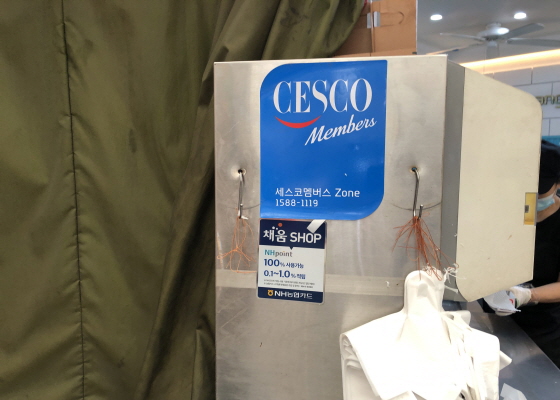 CESCO
Members
세스코멤버스 Zone
1588-1119
채움 SHOP
NHpoint
100% 사용가능
0.1~1.0% 적립
NH농협카드